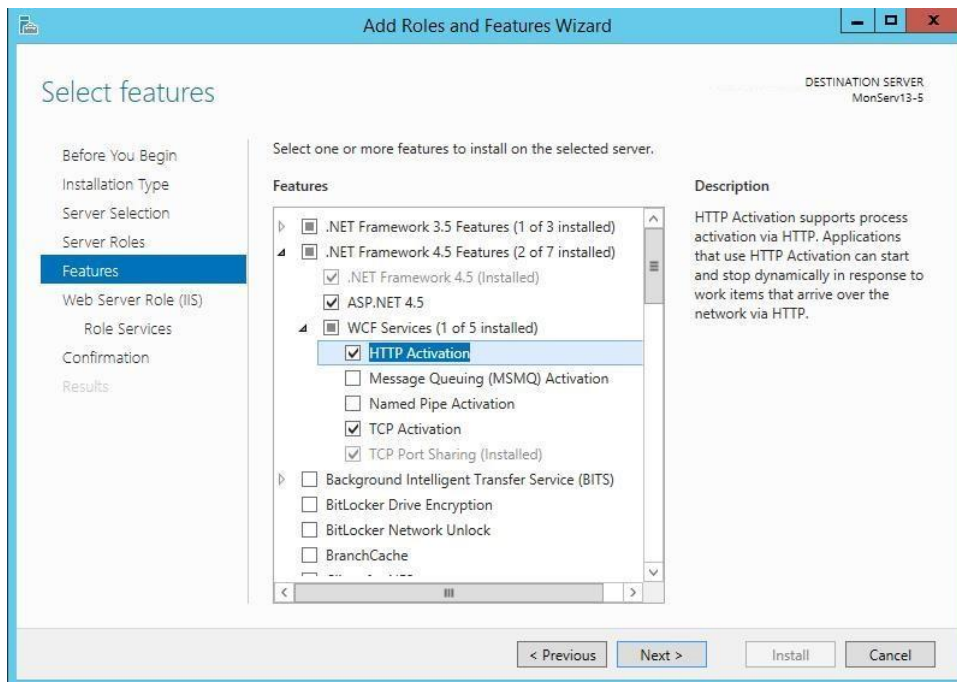 Add Roles and Features Wizard
Select features
DESTINATION SERVER
MonServ13-5
Before You Begin
Installation Type
Server Selection
Server Roles
Features
Web Server Role (IIS)
Role Services
Confirmation
Results
Select one or more features to install on the selected server.
Features
.NET Framework 3.5 Features (1 of 3 installed)
.NET Framework 4.5 Features (2 of 7 installed)
.NET Framework 4.5 (Installed)
ASP.NET 4.5
WCF Services (1 of 5 installed)
HTTP Activation
Message Queuing (MSMQ) Activation
Named Pipe Activation
TCP Activation
TCP Port Sharing (Installed)
Background Intelligent Transfer Service (BITS)
BitLocker Drive Encryption
BitLocker Network Unlock
BranchCache
Description
HTTP Activation supports process
activation via HTTP. Applications
that use HTTP Activation can start
and stop dynamically in response to
work items that arrive over the
network via HTTP.
< Previous
Next >
Install
Cancel